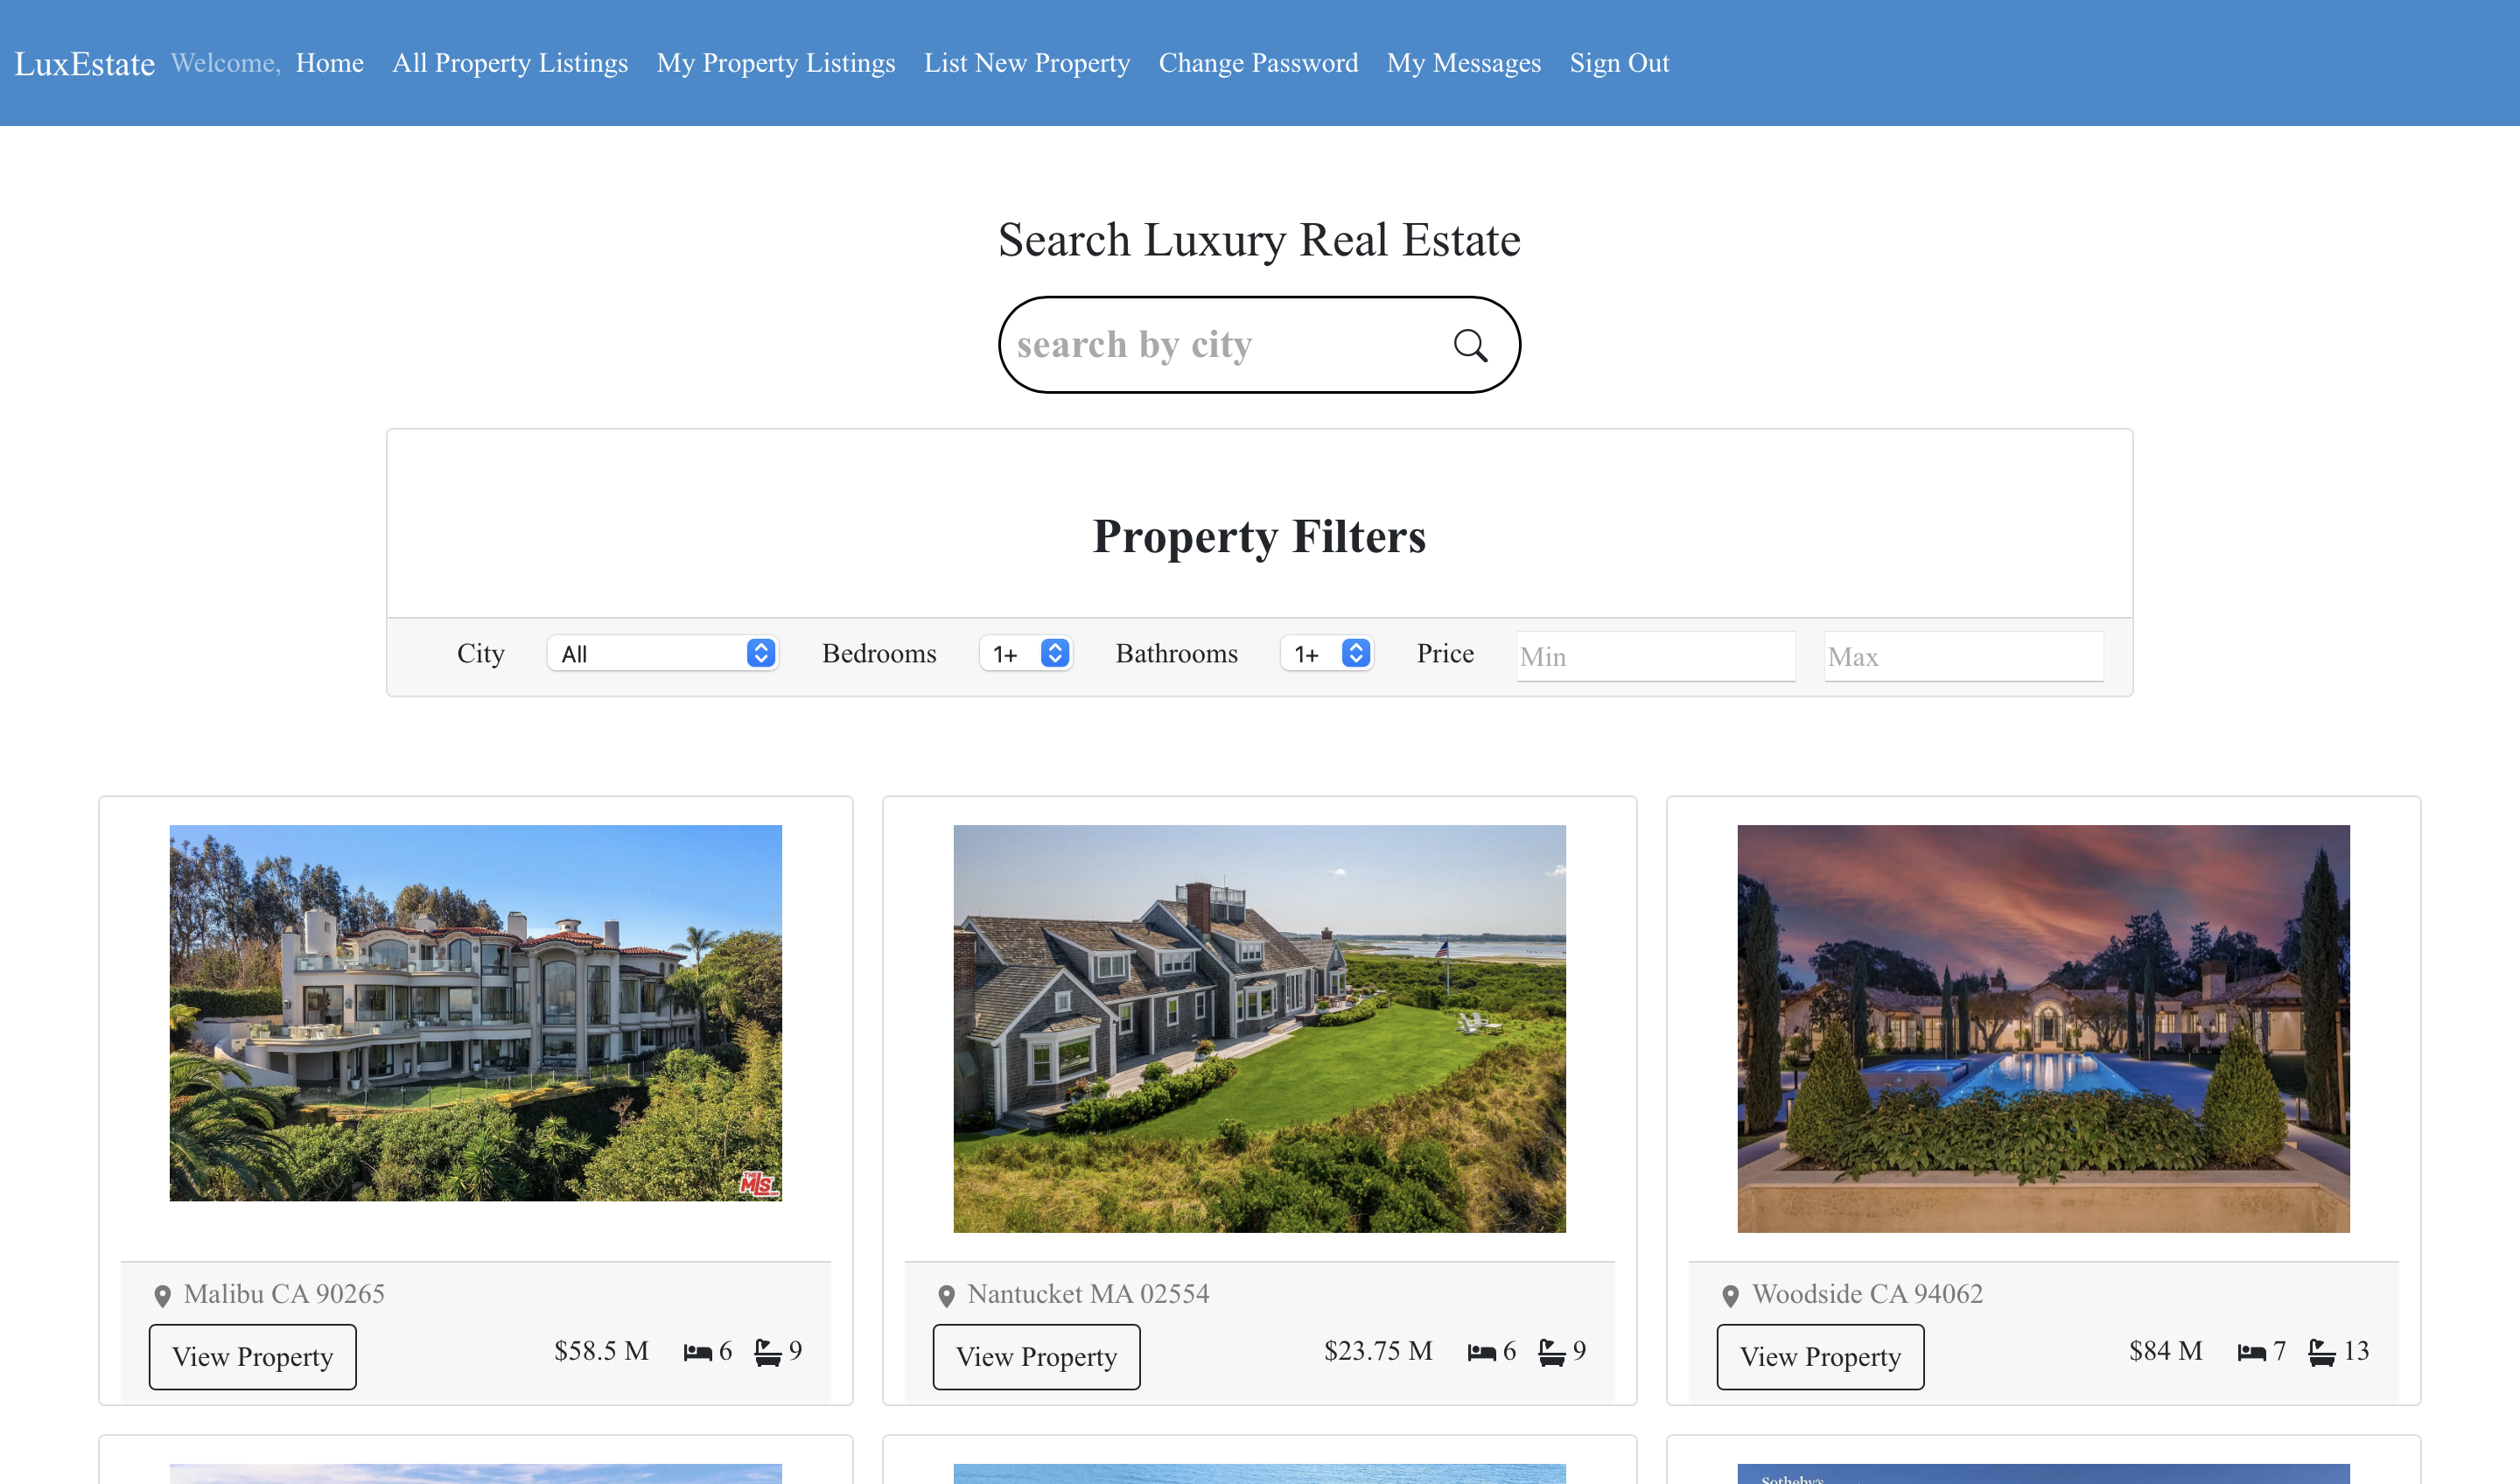 LuxEstate Welcome, Home All Property Listings My Property Listings List New Property Change Password My Messages Sign Out
Search Luxury Real Estate
search by city
Property Filters
City All Bedrooms 1+ Bathrooms 1+ Price Min Max
THE MLS
Malibu CA 90265
View Property $58.5 M 6 9
Nantucket MA 02554
View Property $23.75 M 6 9
Woodside CA 94062
View Property $84 M 7 13
Sotheby's